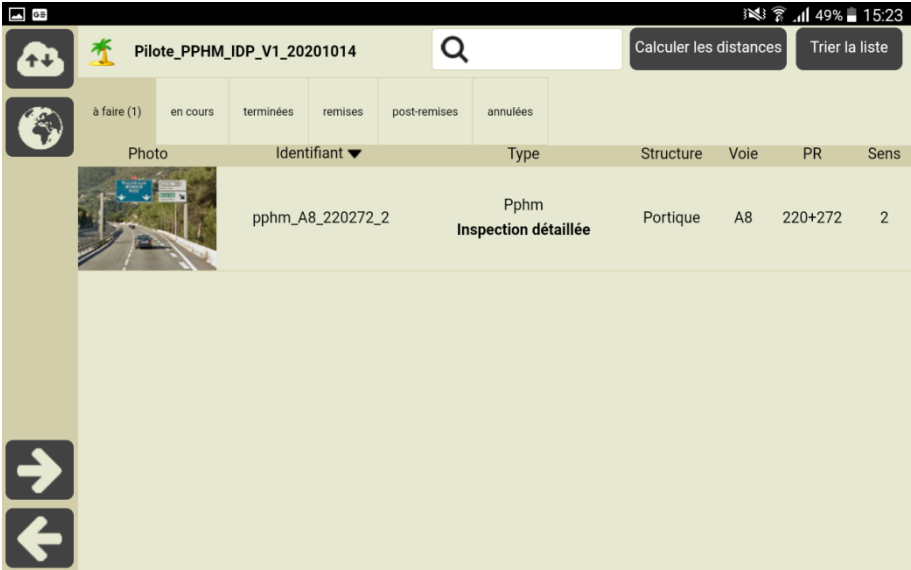 49% 15:23
Pilote_PPHM_IDP_V1_20201014
Calculer les distances
Trier la liste
à faire (1) en cours terminées remises post-remises annulées
Photo Identifiant Type Structure Voie PR Sens
pphm_A8_220272_2 Pphm Portique A8 220+272 2
Inspection détaillée